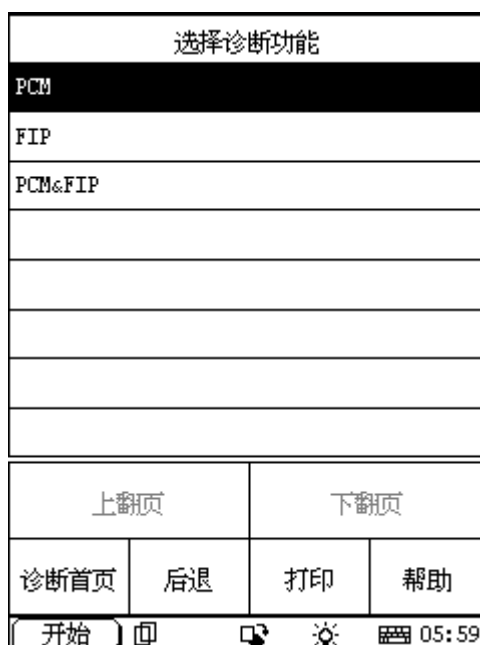 选择诊断功能
PCM
FIP
PCM&FIP
上翻页 下翻页
诊断首页 后退 打印 帮助
开始 05:59